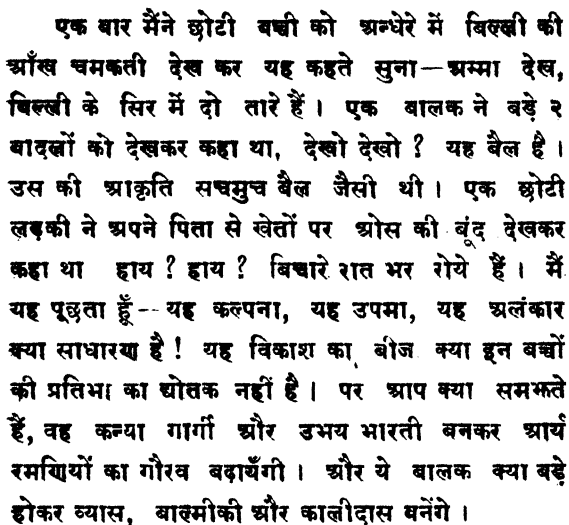 एक बार मैंने छोटी बच्ची को अन्धेरे में बिल्ली की
आँख चमकती देख कर यह कहते सुना—अम्मा देख,
बिल्ली के सिर में दो तारे हैं। एक बालक ने बड़े २
बादलों को देखकर कहा था, देखो देखो? यह बैल है।
उस की आकृति सचमुच बैल जैसी थी। एक छोटी
लड़की ने अपने पिता से खेतों पर ओस की बूंद देखकर
कहा था हाय? हाय? बिचारे रात भर रोये हैं। मैं
यह पूछता हूँ—यह कल्पना, यह उपमा, यह अलंकार
क्या साधारण है! यह विकाश का बीज क्या इन बच्चों
की प्रतिभा का द्योतक नहीं है। पर आप क्या समझते
हैं, वह कन्या गार्गी और उभय भारती बनकर आर्य
रमणियों का गौरव बढ़ायँगी। और ये बालक क्या बड़े
होकर व्यास, बाल्मीकी और कालीदास बनेंगे।